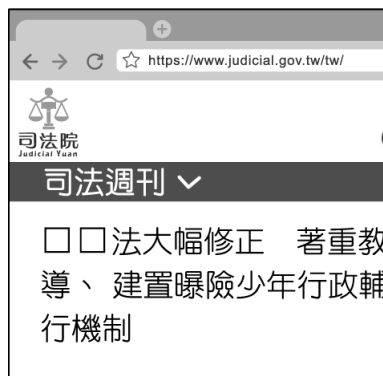 https://www.judicial.gov.tw/tw/
司法院
Judicial Yuan
司法週刊
□□法大幅修正 著重教
導、建置曝險少年行政輔
行機制